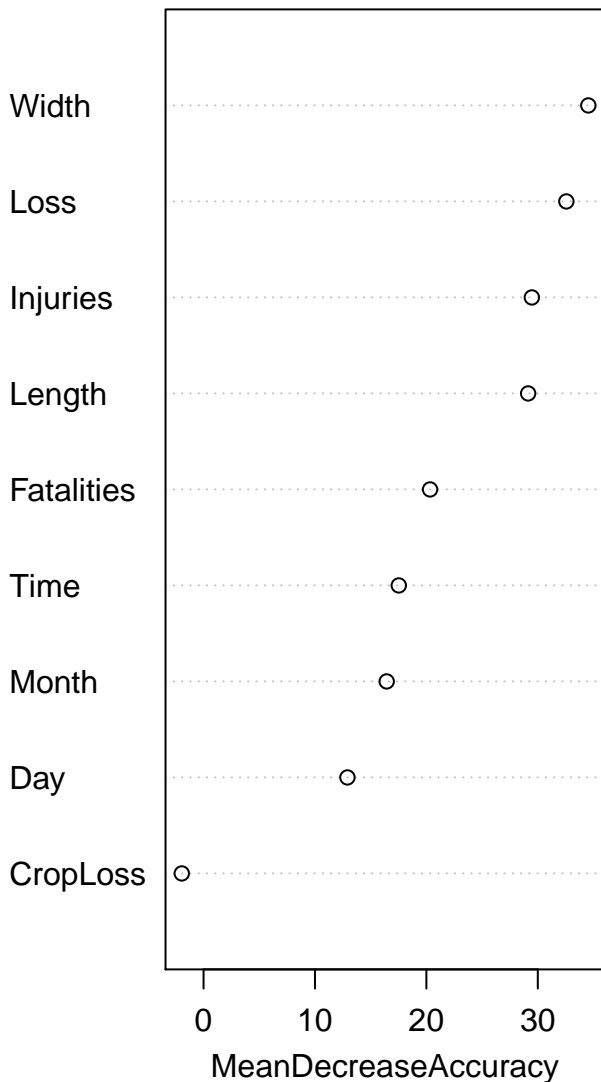 Width
Loss
Injuries
Length
Fatalities
Time
Month
Day
CropLoss
0 10 20 30
MeanDecreaseAccuracy